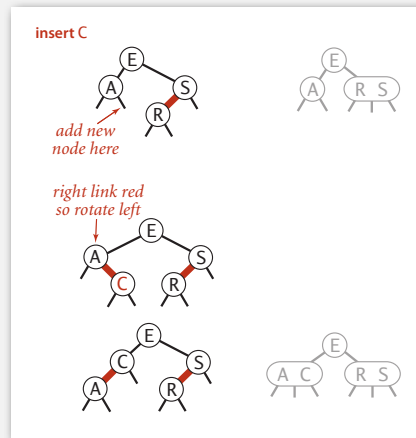 insert C
E
A
S
R
add new
node here
E
A
R S
right link red
so rotate left
E
A
S
C
R
E
C
S
A
R
E
A C
R S